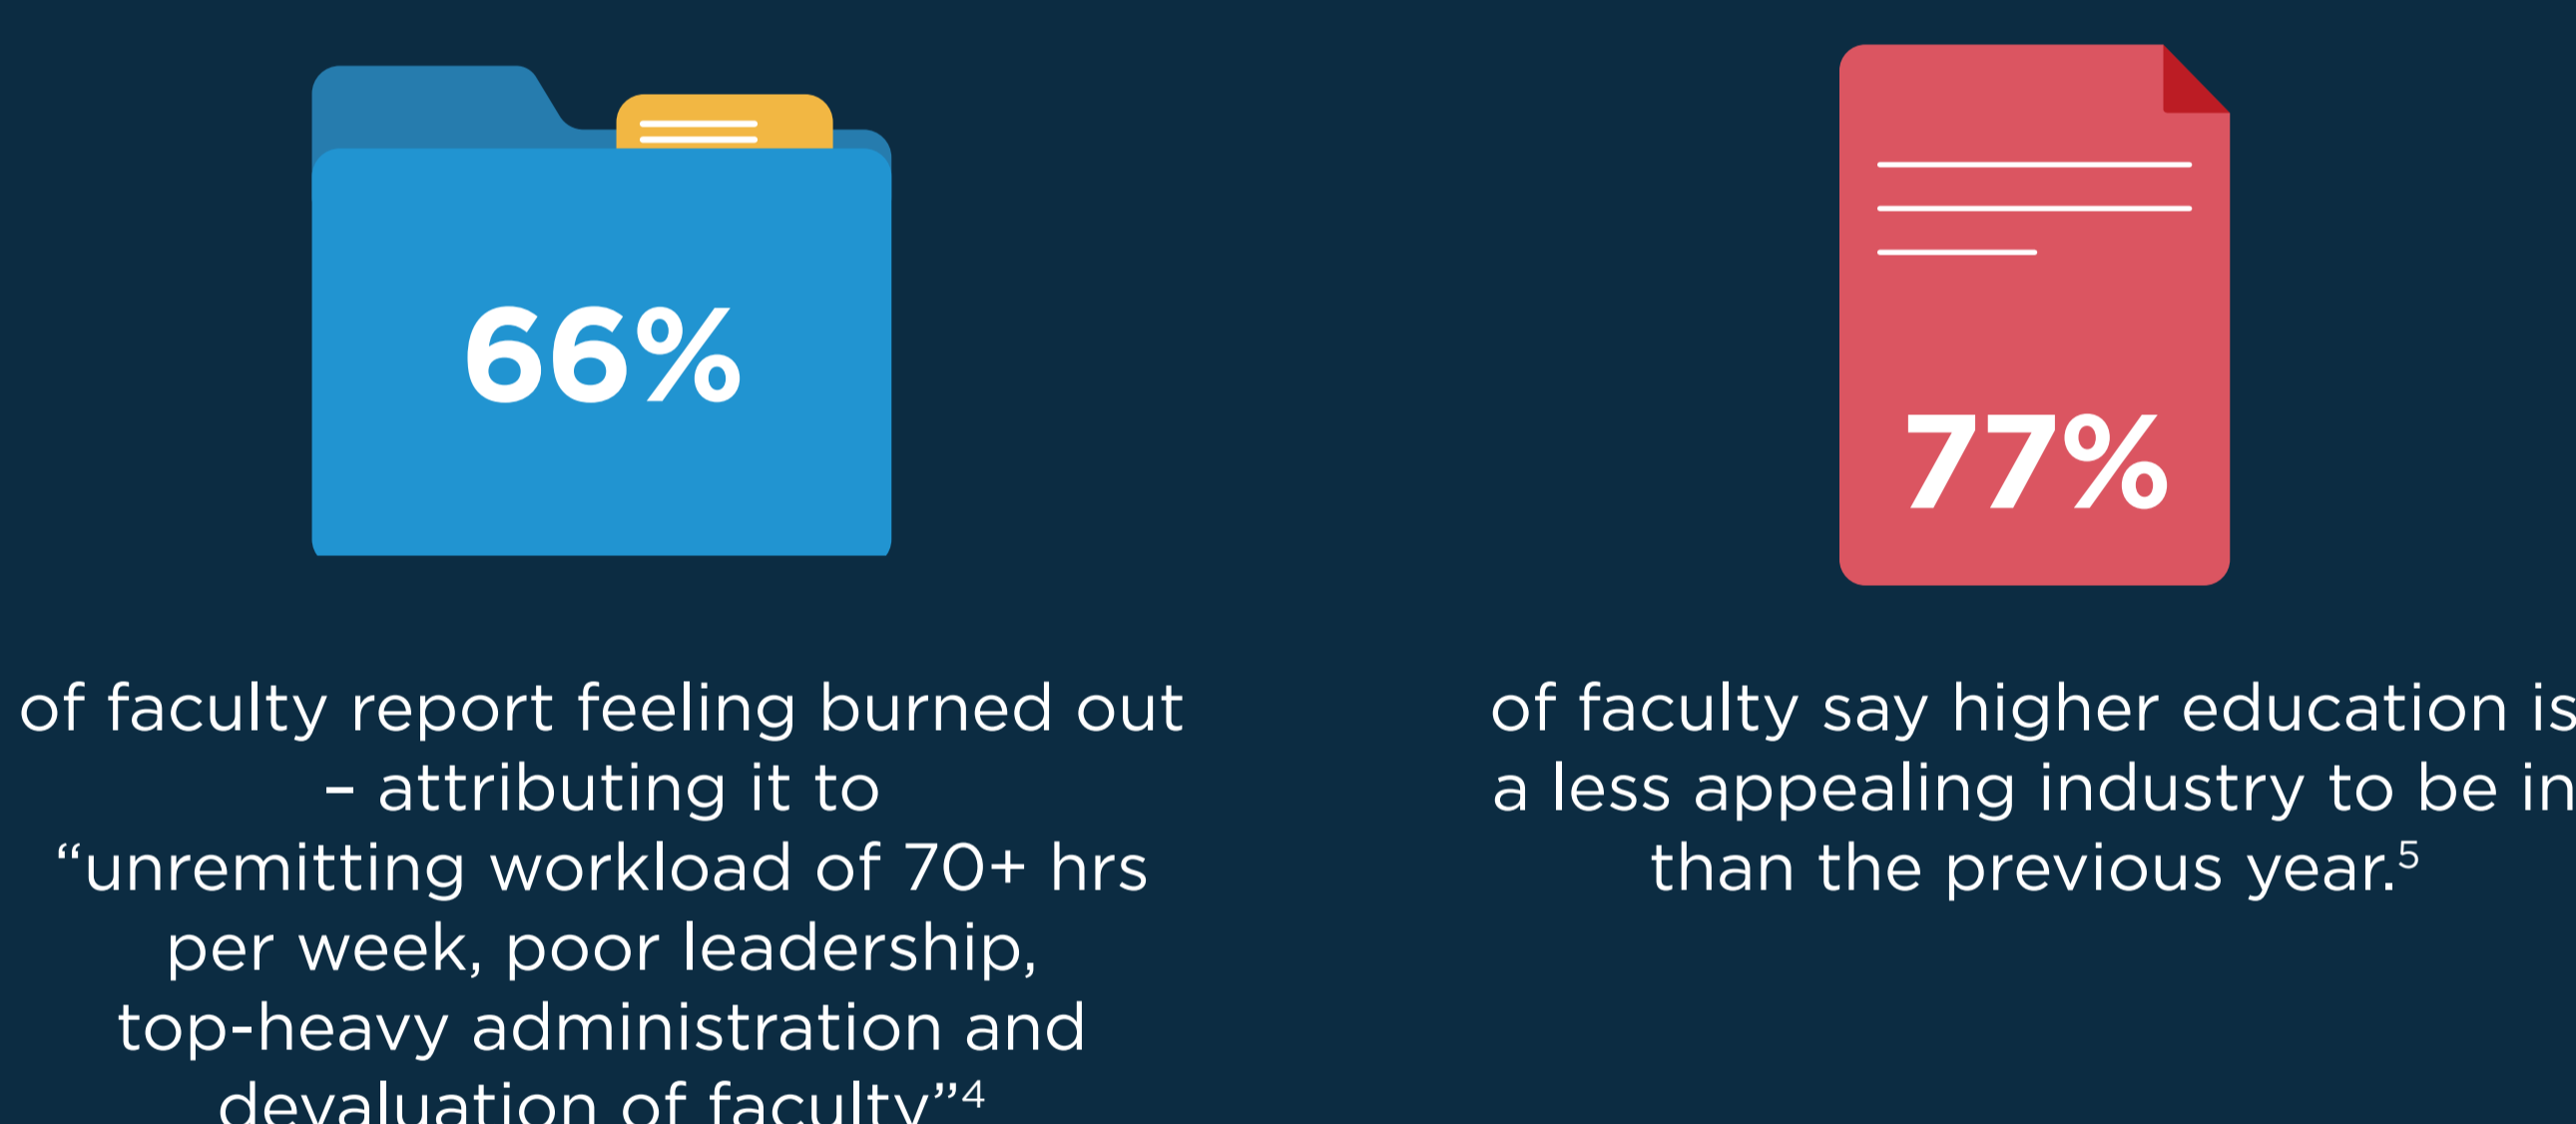 66%
of faculty report feeling burned out
– attributing it to
“unremitting workload of 70+ hrs
per week, poor leadership,
top-heavy administration and
devaluation of faculty”⁴
77%
of faculty say higher education is
a less appealing industry to be in
than the previous year.⁵